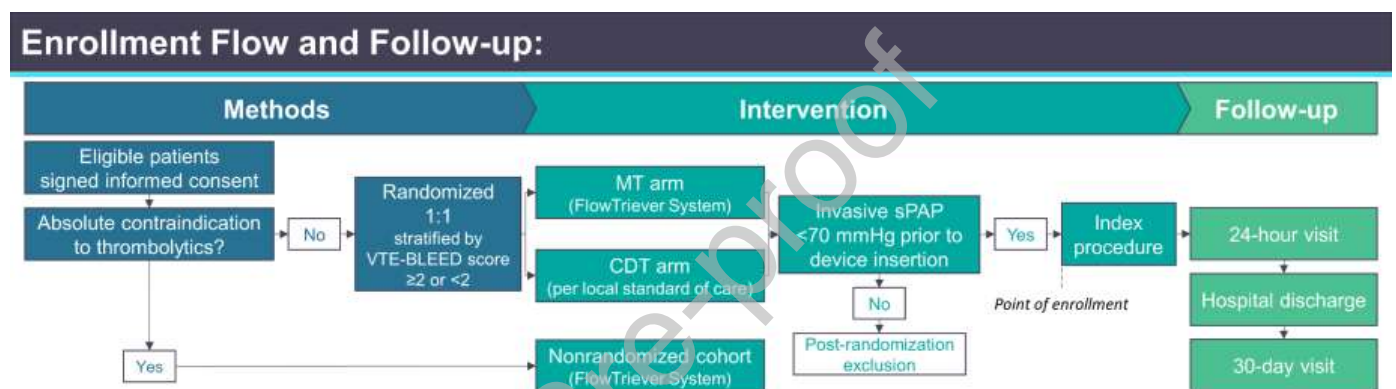 Enrollment Flow and Follow-up:
Methods
Intervention
Follow-up
Eligible patients
signed informed consent
Absolute contraindication
to thrombolytics?
No
Yes
Randomized
1:1
stratified by
VTE-BLEED score
≥2 or <2
MT arm
(FlowTriever System)
CDT arm
(per local standard of care)
Nonrandomized cohort
(FlowTriever System)
Invasive sPAP
<70 mmHg prior to
device insertion
Yes
No
Post-randomization
exclusion
Index
procedure
Point of enrollment
24-hour visit
Hospital discharge
30-day visit
re-proof